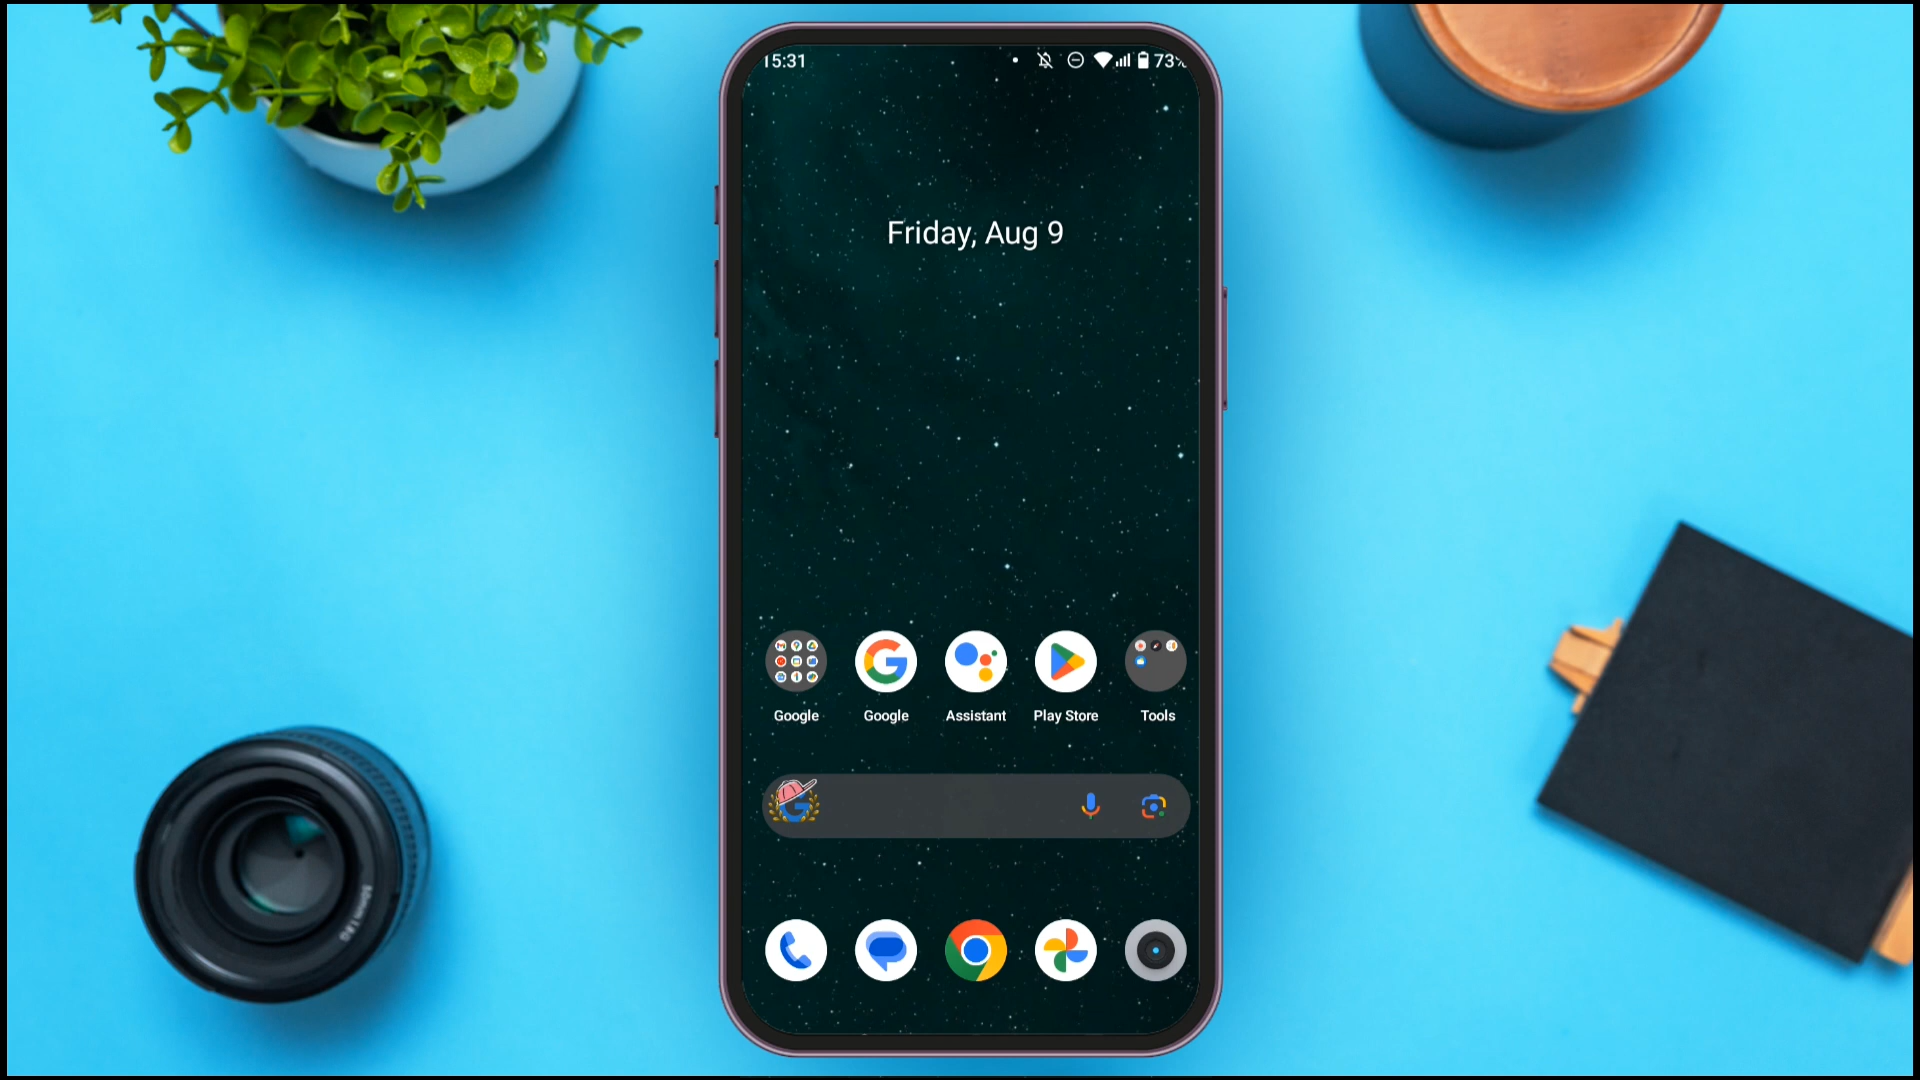 15:31
73%
Friday, Aug 9
Google
Google
Assistant
Play Store
Tools